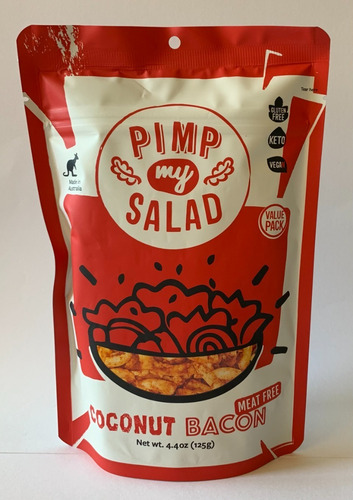 PIMP
my
SALAD
GLUTEN
FREE
KETO
VEGAN
Made in
Australia
VALUE
PACK
MEAT FREE
COCONUT BACON
Net wt. 4.4oz (125g)